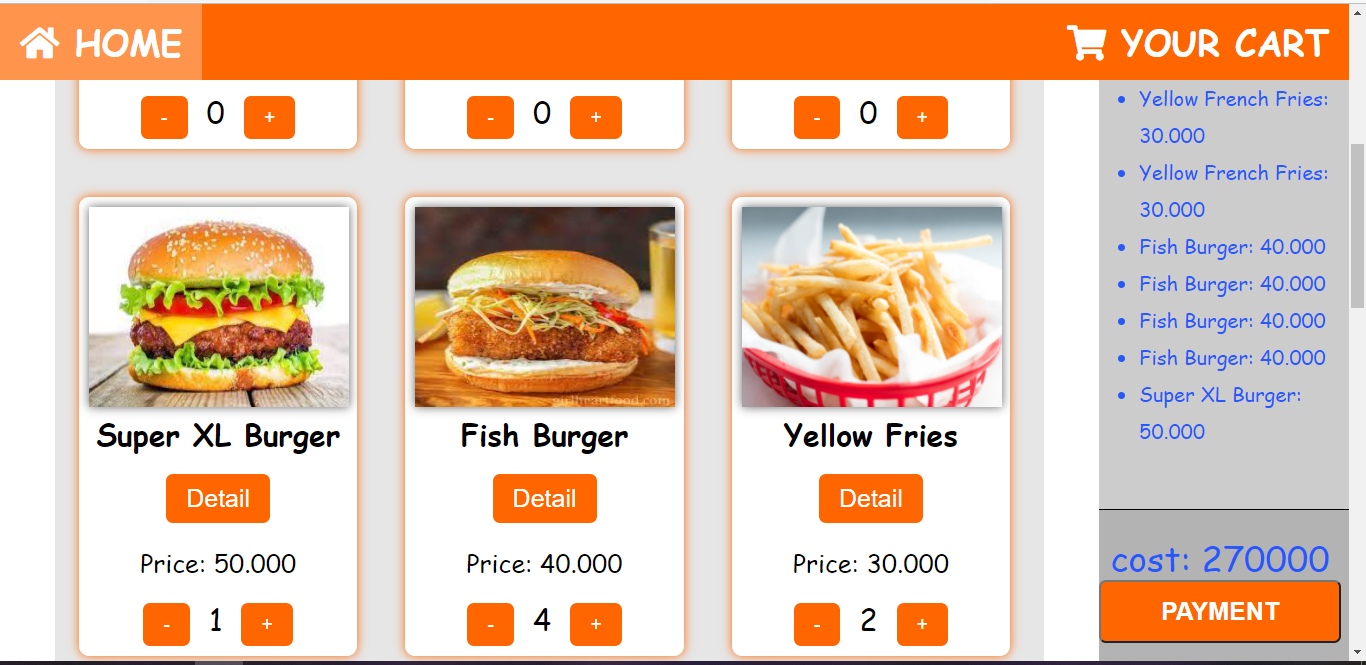 HOME
YOUR CART
- 0 +
- 0 +
- 0 +
Super XL Burger
Detail
Price: 50.000
- 1 +
girlheartfood.com
Fish Burger
Detail
Price: 40.000
- 4 +
Yellow Fries
Detail
Price: 30.000
- 2 +
• Yellow French Fries:
30.000
• Yellow French Fries:
30.000
• Fish Burger: 40.000
• Fish Burger: 40.000
• Fish Burger: 40.000
• Fish Burger: 40.000
• Super XL Burger:
50.000
cost: 270000
PAYMENT